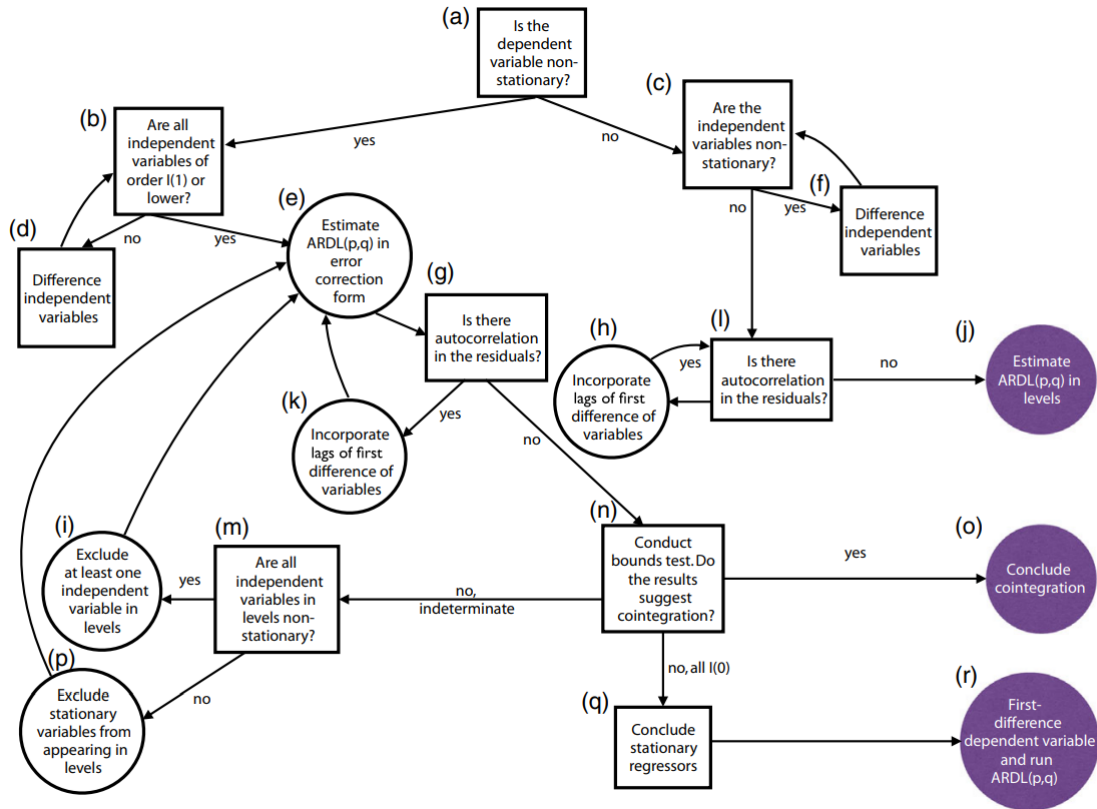 (a)
Is the
dependent
variable non-
stationary?
(b)
Are all
independent
variables of
order I(1) or
lower?
yes
no
(c)
Are the
independent
variables non-
stationary?
(d)
Difference
independent
variables
no
yes
(e)
Estimate
ARDL(p,q) in
error
correction
form
no
yes
(f)
Difference
independent
variables
(g)
Is there
autocorrelation
in the residuals?
(h)
Incorporate
lags of first
difference of
variables
yes
(l)
Is there
autocorrelation
in the residuals?
no
(j)
Estimate
ARDL(p,q) in
levels
(k)
Incorporate
lags of first
difference of
variables
yes
no
(i)
Exclude
at least one
independent
variable in
levels
yes
(m)
Are all
independent
variables in
levels non-
stationary?
no,
indeterminate
(n)
Conduct
bounds test. Do
the results
suggest
cointegration?
yes
(o)
Conclude
cointegration
(p)
Exclude
stationary
variables from
appearing in
levels
no
no, all I(0)
(q)
Conclude
stationary
regressors
(r)
First-
difference
dependent variable
and run
ARDL(p,q)